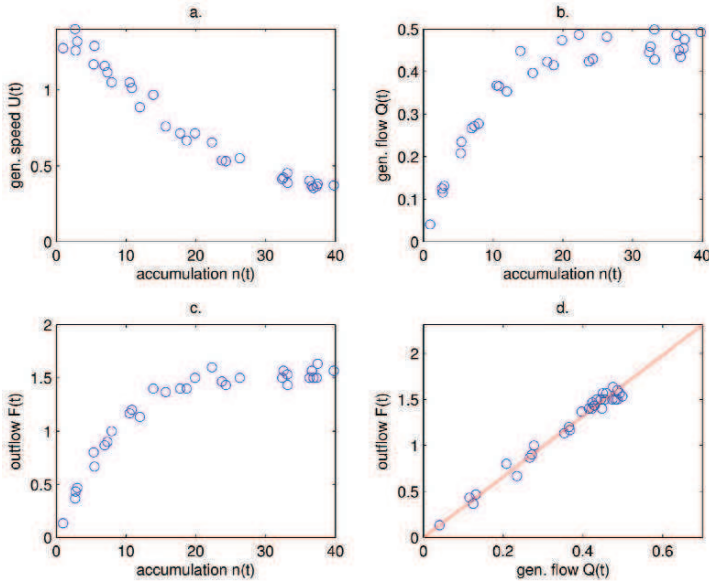 a.
gen. speed U(t)
1
0.5
0
0 10 20 30 40
accumulation n(t)
b.
gen. flow Q(t)
0.5
0.4
0.3
0.2
0.1
0
0 10 20 30 40
accumulation n(t)
c.
outflow F(t)
2
1.5
1
0.5
0
0 10 20 30 40
accumulation n(t)
d.
outflow F(t)
2
1.5
1
0.5
0
0 0.2 0.4 0.6
gen. flow Q(t)